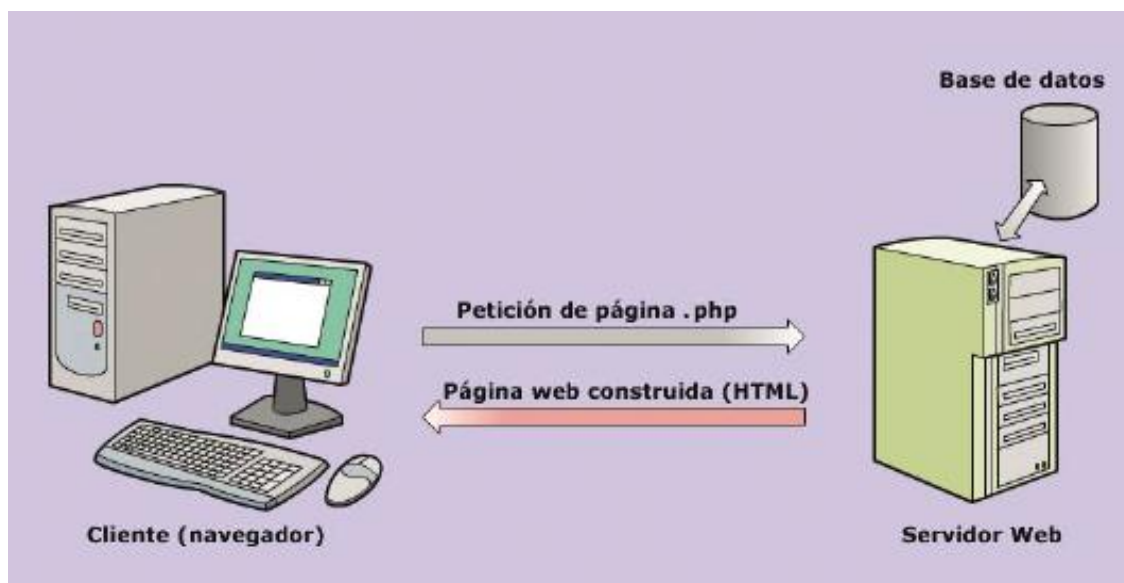 Base de datos
Petición de página .php
Página web construida (HTML)
Cliente (navegador)
Servidor Web